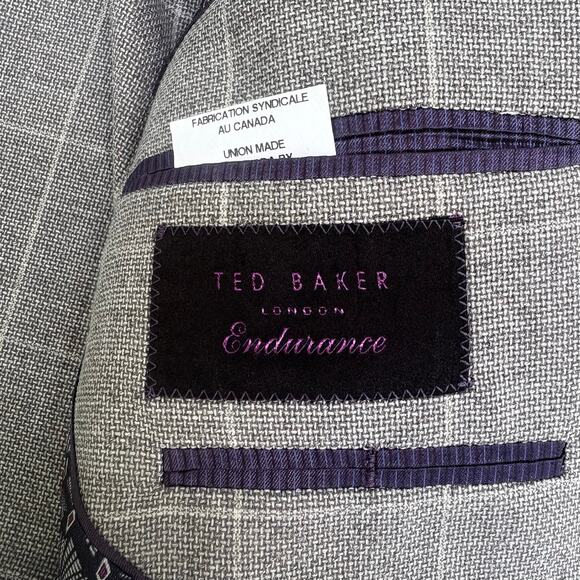 FABRICATION SYNDICALE
AU CANADA
UNION MADE
TED BAKER
LONDON
Endurance